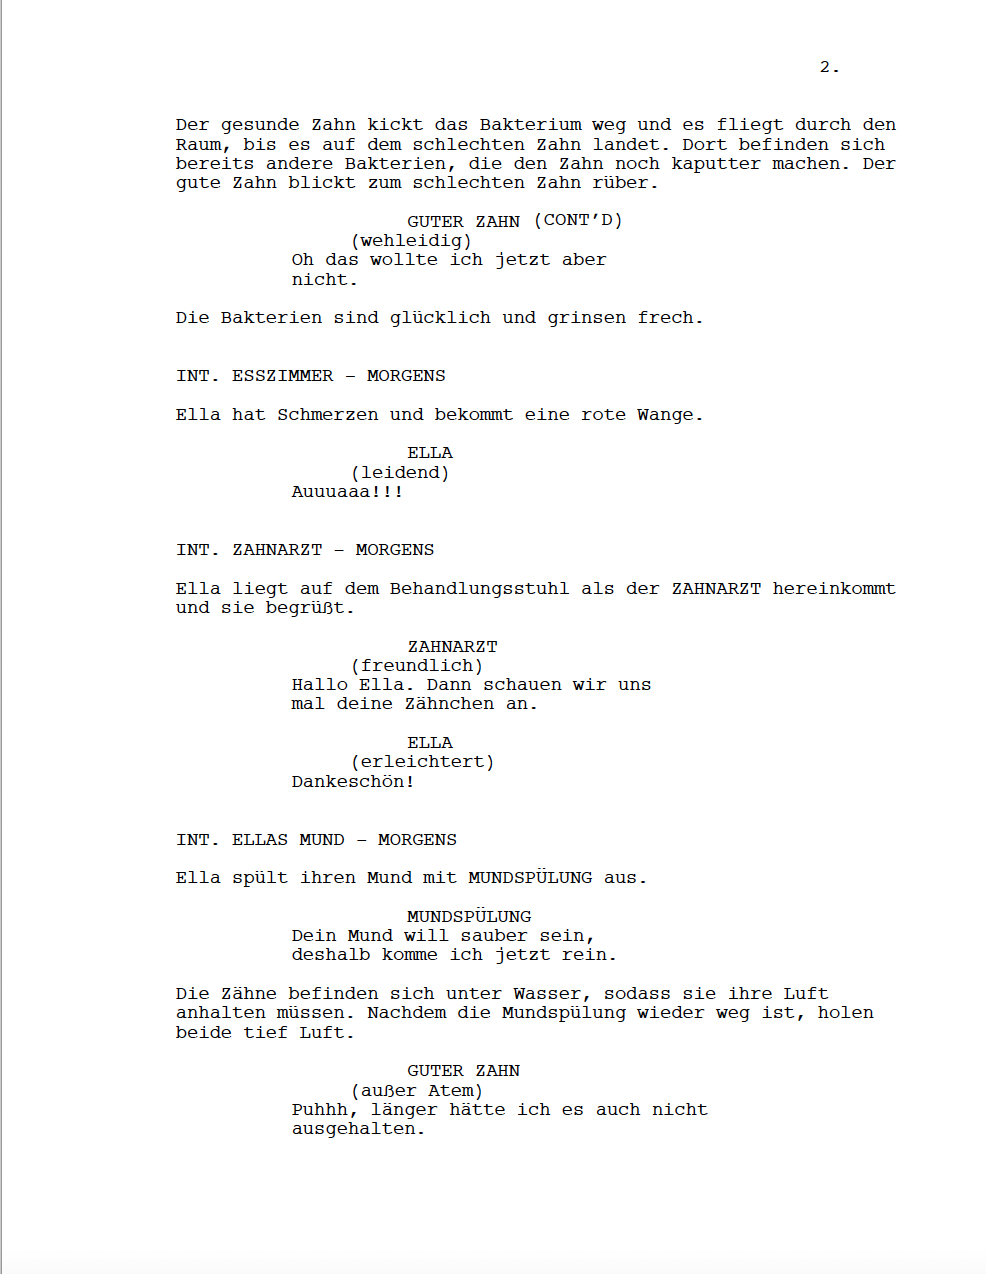 2.
Der gesunde Zahn kickt das Bakterium weg und es fliegt durch den
Raum, bis es auf dem schlechten Zahn landet. Dort befinden sich
bereits andere Bakterien, die den Zahn noch kaputter machen. Der
gute Zahn blickt zum schlechten Zahn rüber.
GUTER ZAHN (CONT'D)
(wehleidig)
Oh das wollte ich jetzt aber
nicht.
Die Bakterien sind glücklich und grinsen frech.
INT. ESSZIMMER – MORGENS
Ella hat Schmerzen und bekommt eine rote Wange.
ELLA
(leidend)
Auuuaaa!!!
INT. ZAHNARZT – MORGENS
Ella liegt auf dem Behandlungsstuhl als der ZAHNARZT hereinkommt
und sie begrüßt.
ZAHNARZT
(freundlich)
Hallo Ella. Dann schauen wir uns
mal deine Zähnchen an.
ELLA
(erleichtert)
Dankeschön!
INT. ELLAS MUND – MORGENS
Ella spült ihren Mund mit MUNDSPÜLUNG aus.
MUNDSPÜLUNG
Dein Mund will sauber sein,
deshalb komme ich jetzt rein.
Die Zähne befinden sich unter Wasser, sodass sie ihre Luft
anhalten müssen. Nachdem die Mundspülung wieder weg ist, holen
beide tief Luft.
GUTER ZAHN
(außer Atem)
Puhhh, länger hätte ich es auch nicht
ausgehalten.